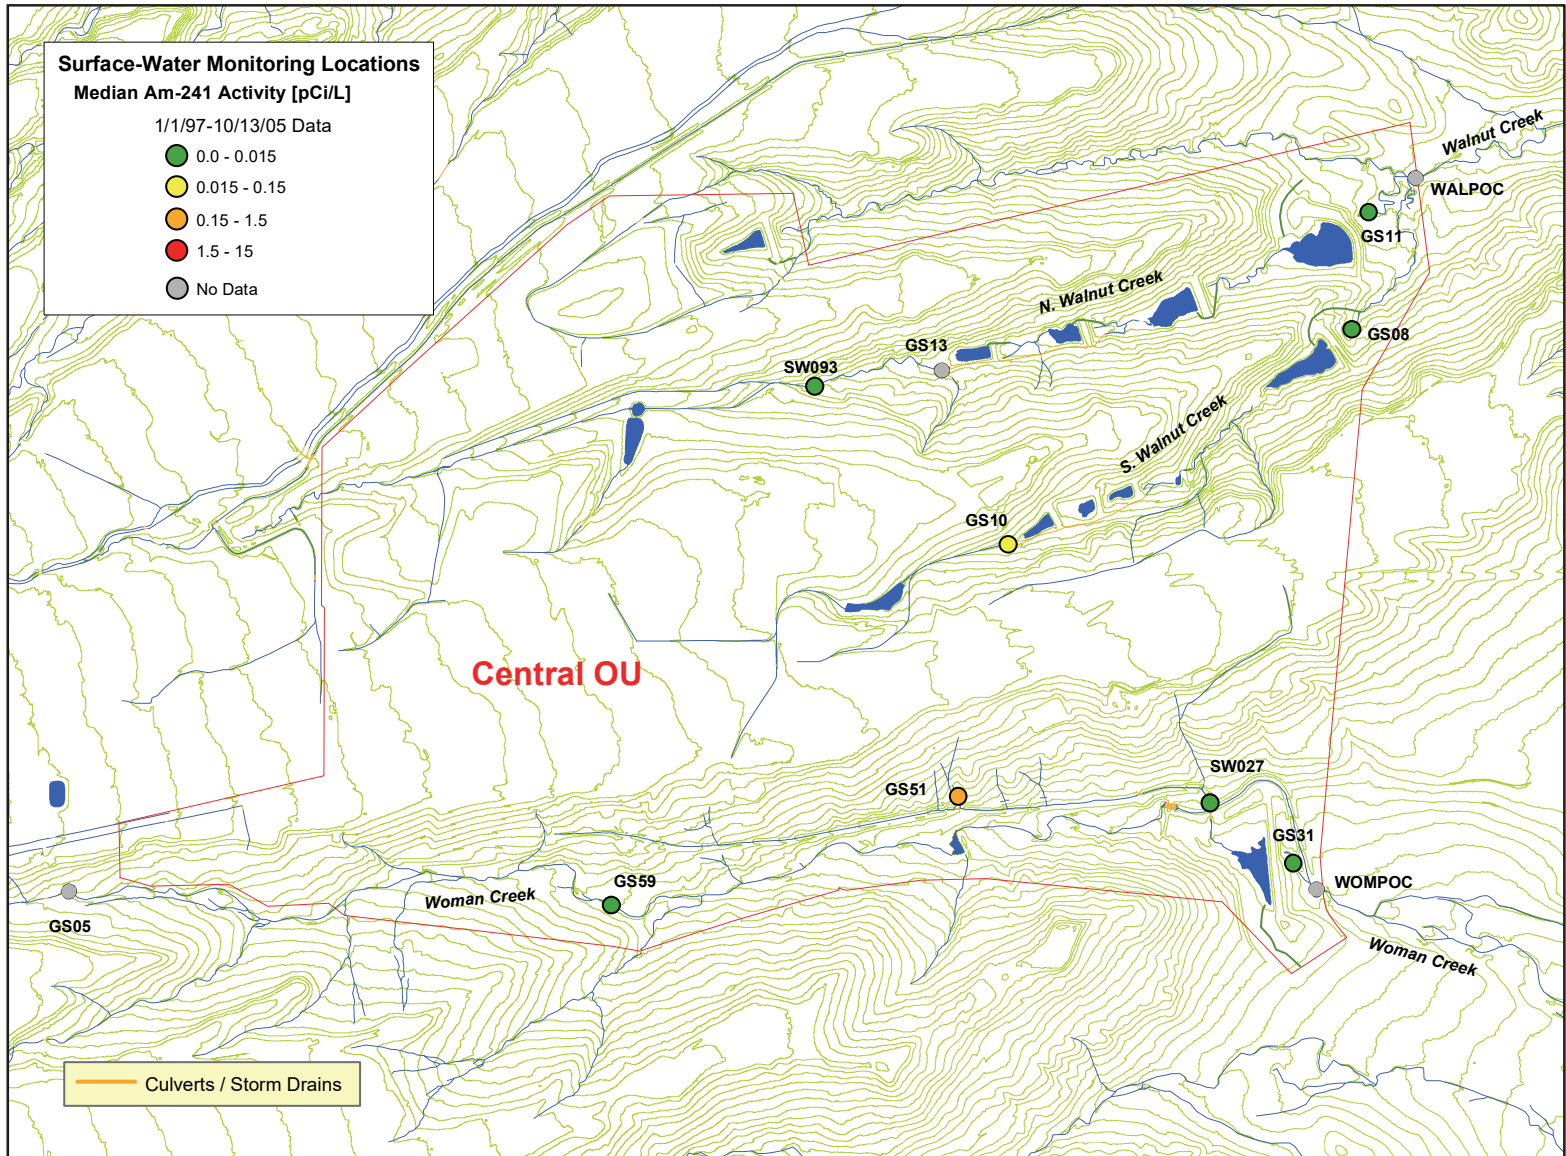 Surface-Water Monitoring Locations
Median Am-241 Activity [pCi/L]
1/1/97-10/13/05 Data
0.0 - 0.015
0.015 - 0.15
0.15 - 1.5
1.5 - 15
No Data
Walnut Creek
WALPOC
GS11
N. Walnut Creek
GS08
GS13
SW093
S. Walnut Creek
GS10
Central OU
SW027
GS51
GS31
WOMPOC
GS59
Woman Creek
GS05
Woman Creek
Culverts / Storm Drains